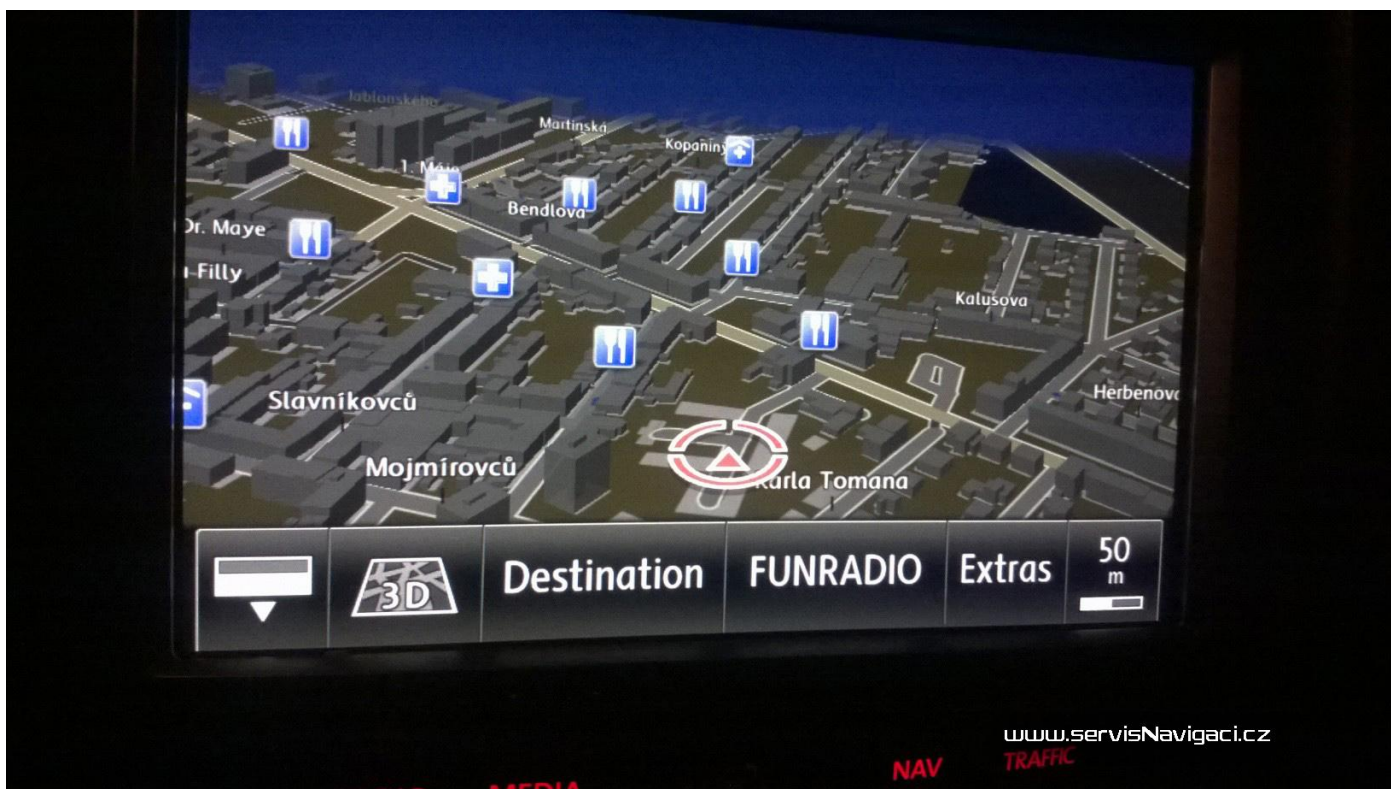 Jablonského
Martinská
Kopaniny
1. Máje
Bendlova
Dr. Maye
Filly
Kalusova
Slavníkovců
Herbenova
Mojmírovců
Karla Tomana
3D
Destination
FUNRADIO
Extras
50
m
www.servisNavigaci.cz
NAV
TRAFFIC
MEDIA